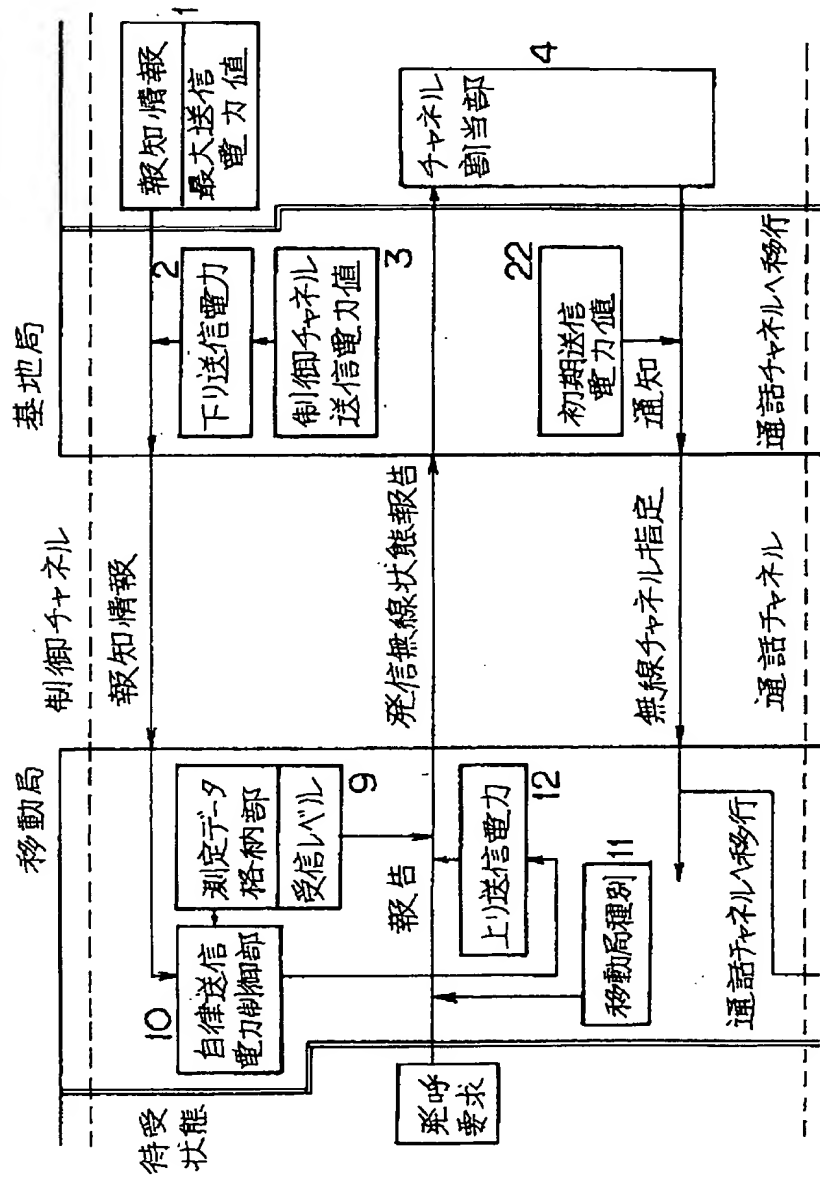 移動局
制御チャネル
基地局
待受
状態
10
自律送信
電力制御部
測定データ
格納部
受信レベル
9
報知情報
2
下り送信電力
制御チャネル
送信電力値
3
報知情報
最大送信
電力値
1
発呼
要求
報告
上り送信電力
12
移動局種別
11
発信無線状態報告
チャネル
割当部
4
初期送信
電力値
22
通知
無線チャネル指定
通話チャネルへ移行
通話チャネル
通話チャネルへ移行